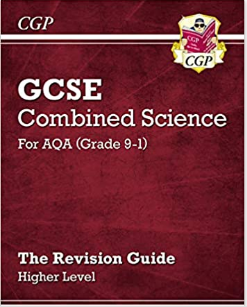 CGP
GCSE
Combined Science
For AQA (Grade 9-1)
CGP
The Revision Guide
Higher Level